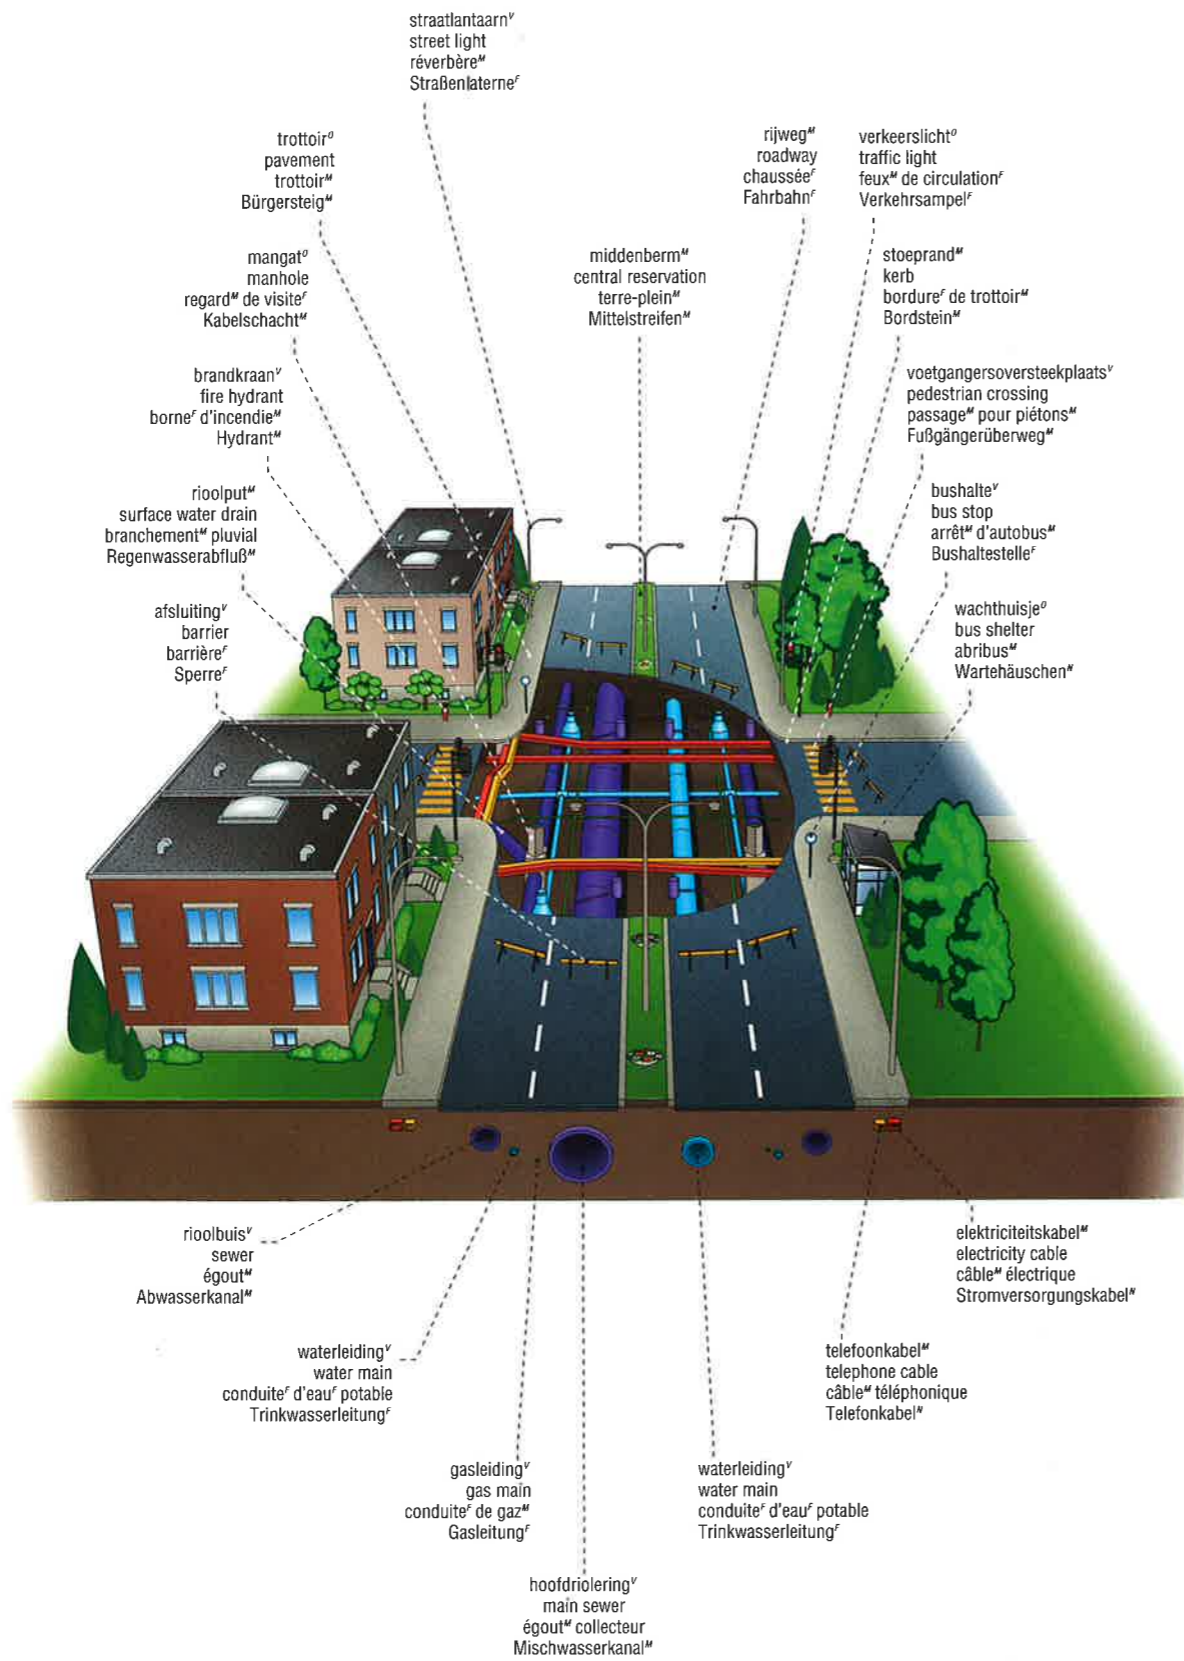 straatlantaarnⱽ
street light
réverbèreᴹ
Straßenlaterneꟳ
trottoirᴼ
pavement
trottoirᴹ
Bürgersteigᴹ
rijwegᴹ
roadway
chausséeꟳ
Fahrbahnꟳ
verkeerslichtᴼ
traffic light
feuxᴹ de circulationꟳ
Verkehrsampelꟳ
mangatᴼ
manhole
regardᴹ de visiteꟳ
Kabelschachtᴹ
middenbermᴹ
central reservation
terre-pleinᴹ
Mittelstreifenᴹ
stoeprandᴹ
kerb
bordureꟳ de trottoirᴹ
Bordsteinᴹ
brandkraanⱽ
fire hydrant
borneꟳ d'incendieᴹ
Hydrantᴹ
voetgangersoversteekplaatsⱽ
pedestrian crossing
passageᴹ pour piétonsᴹ
Fußgängerüberwegᴹ
rioolputᴹ
surface water drain
branchementᴹ pluvial
Regenwasserabflußᴹ
bushalteⱽ
bus stop
arrêtᴹ d'autobusᴹ
Bushaltestelleꟳ
afsluitingⱽ
barrier
barrièreꟳ
Sperreꟳ
wachthuisjeᴼ
bus shelter
abribusᴹ
Wartehäuschenᴺ
rioolbuisⱽ
sewer
égoutᴹ
Abwasserkanalᴹ
elektriciteitskabelᴹ
electricity cable
câbleᴹ électrique
Stromversorgungskabelᴺ
waterleidingⱽ
water main
conduiteꟳ d'eauꟳ potable
Trinkwasserleitungꟳ
telefoonkabelᴹ
telephone cable
câbleᴹ téléphonique
Telefonkabelᴺ
gasleidingⱽ
gas main
conduiteꟳ de gazᴹ
Gasleitungꟳ
waterleidingⱽ
water main
conduiteꟳ d'eauꟳ potable
Trinkwasserleitungꟳ
hoofdrioleringⱽ
main sewer
égoutᴹ collecteur
Mischwasserkanalᴹ